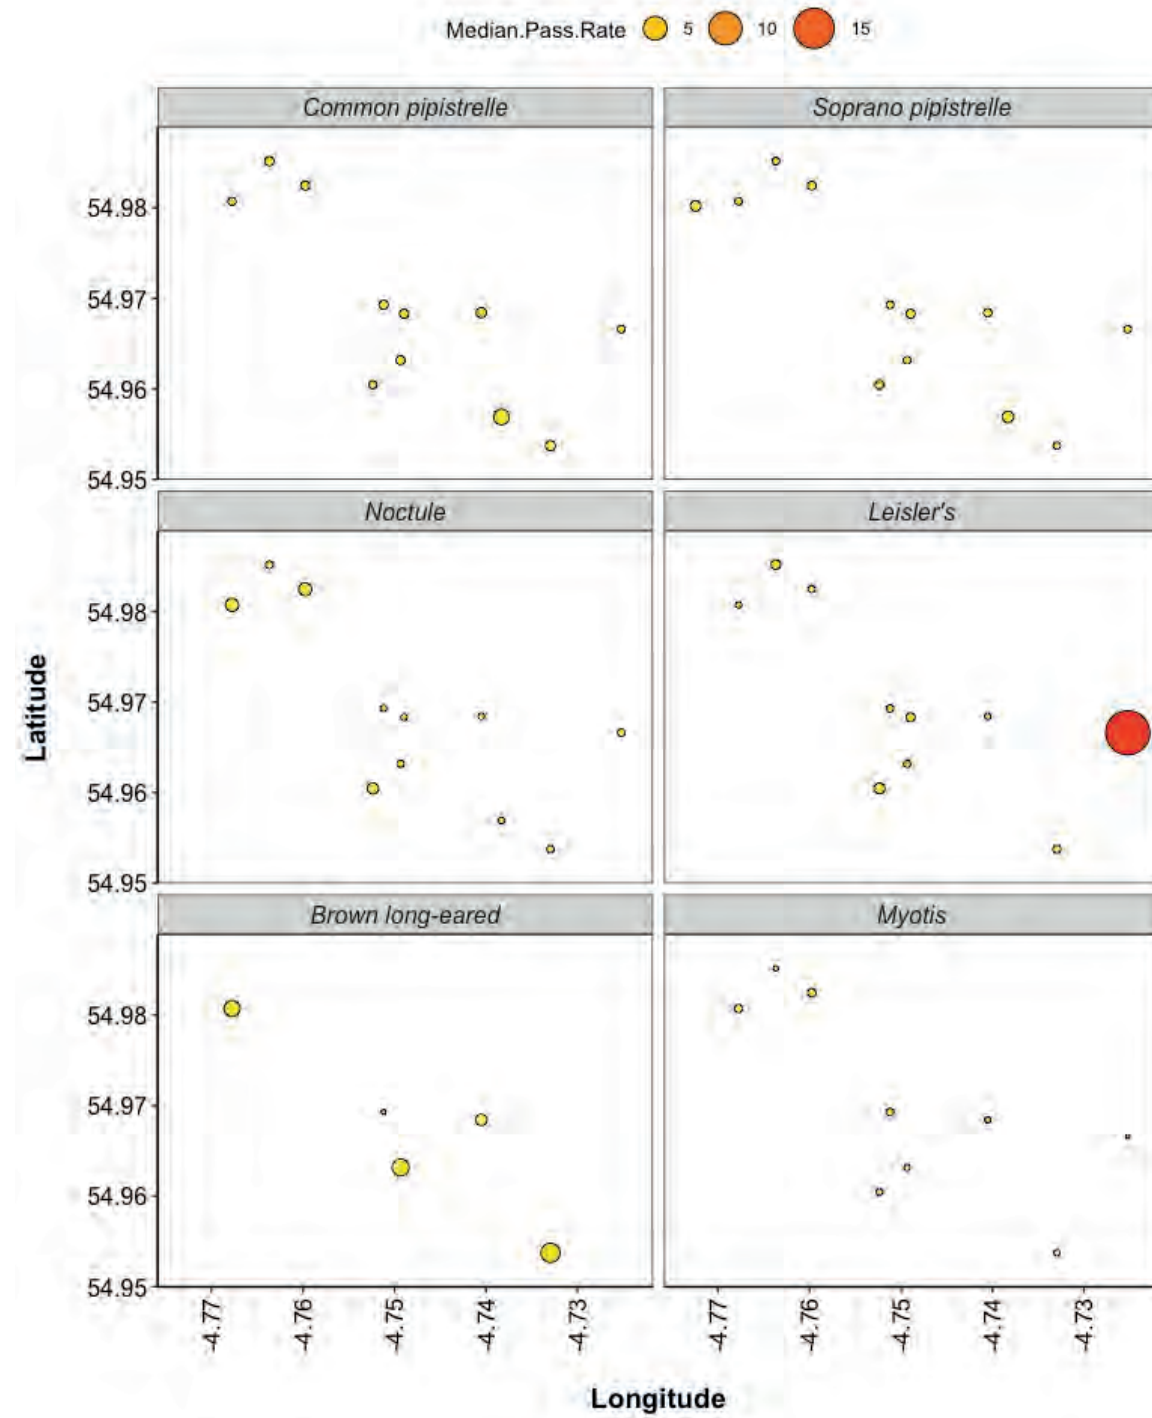 Median.Pass.Rate 5 10 15
Common pipistrelle Soprano pipistrelle
54.98
54.97
54.96
54.95
Noctule Leisler's
54.98
54.97
54.96
54.95
Latitude
Brown long-eared Myotis
54.98
54.97
54.96
54.95
-4.77 -4.76 -4.75 -4.74 -4.73 -4.77 -4.76 -4.75 -4.74 -4.73
Longitude